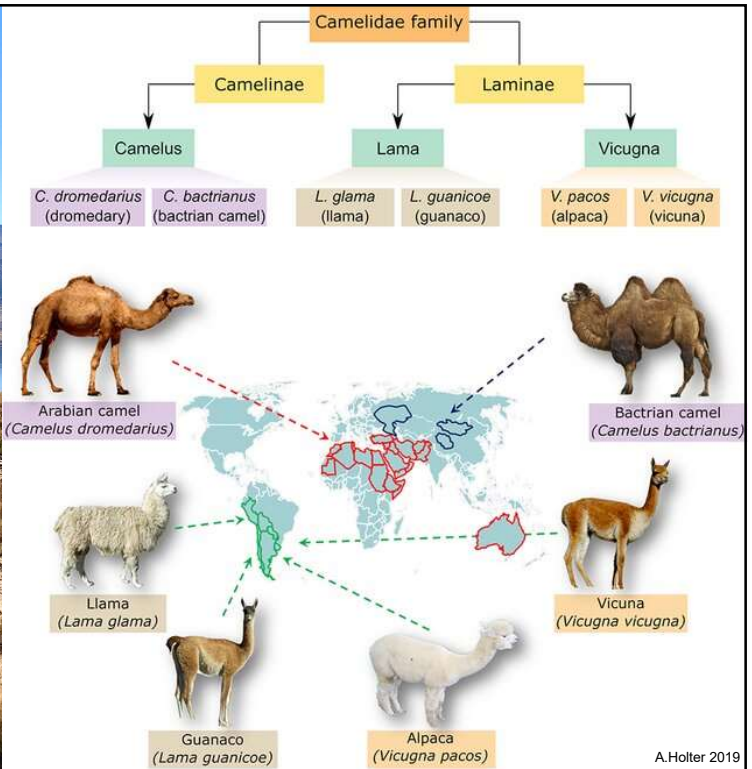 Camelidae family
Camelinae
Laminae
Camelus
Lama
Vicugna
C. dromedarius
(dromedary)
C. bactrianus
(bactrian camel)
L. glama
(llama)
L. guanicoe
(guanaco)
V. pacos
(alpaca)
V. vicugna
(vicuna)
Arabian camel
(Camelus dromedarius)
Bactrian camel
(Camelus bactrianus)
Llama
(Lama glama)
Vicuna
(Vicugna vicugna)
Guanaco
(Lama guanicoe)
Alpaca
(Vicugna pacos)
A.Holter 2019